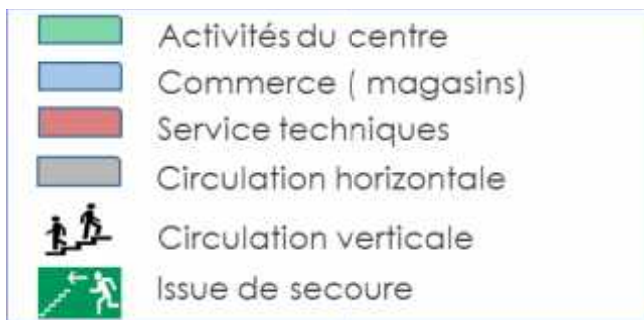 Activités du centre
Commerce ( magasins)
Service techniques
Circulation horizontale
Circulation verticale
Issue de secoure